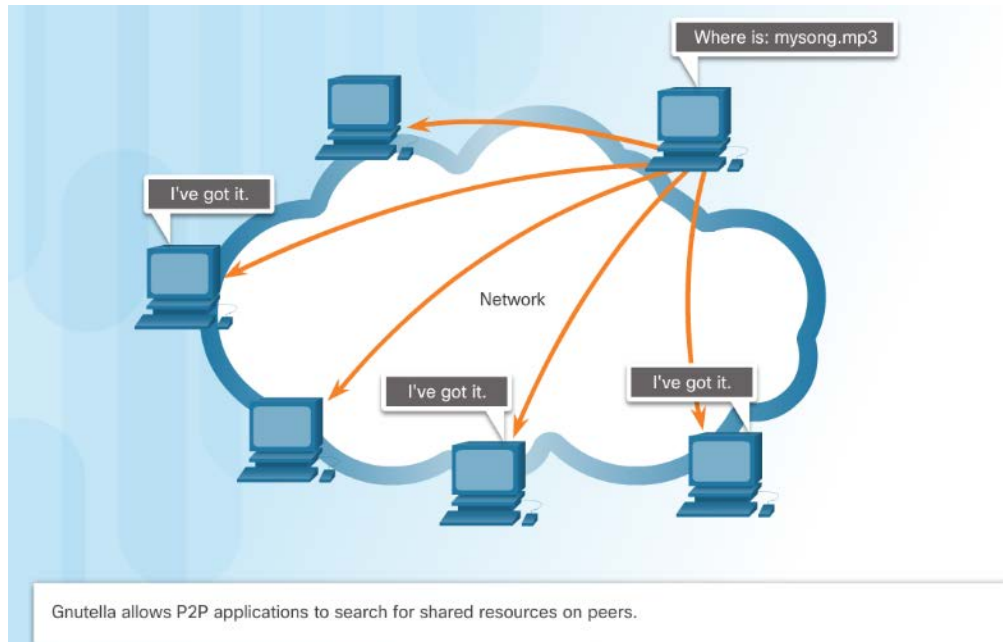 Where is: mysong.mp3
I've got it.
Network
I've got it.
I've got it.
Gnutella allows P2P applications to search for shared resources on peers.